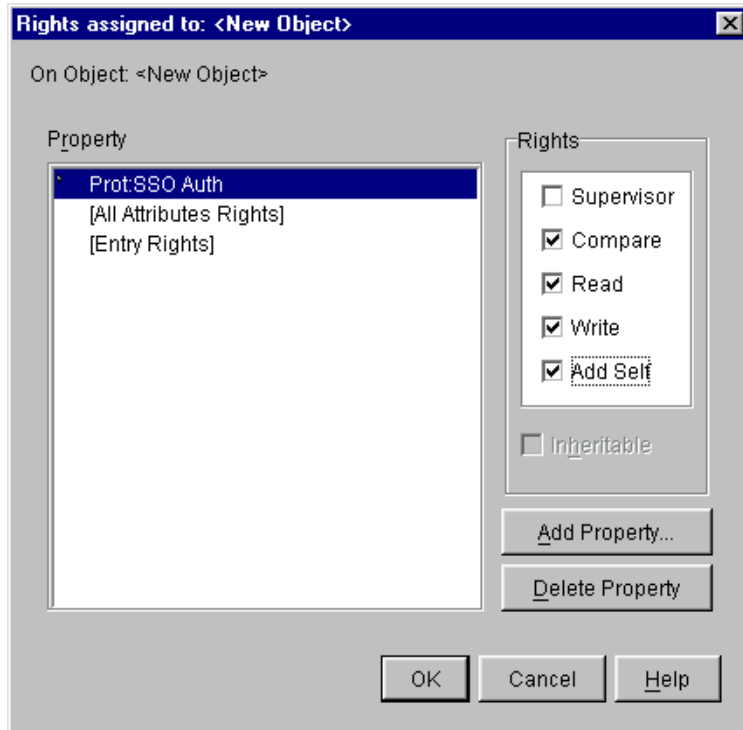 Rights assigned to: <New Object>
On Object: <New Object>
Property
Prot:SSO Auth
[All Attributes Rights]
[Entry Rights]
Rights
Supervisor
Compare
Read
Write
Add Self
Inheritable
Add Property...
Delete Property
OK
Cancel
Help